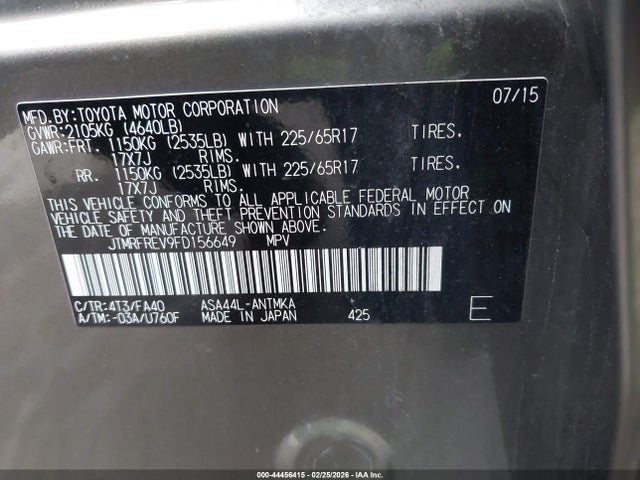 MFD.BY: TOYOTA MOTOR CORPORATION 07/15
GVWR: 2105KG (4640LB)
GAWR: FRT. 1150KG (2535LB) WITH 225/65R17 TIRES.
17X7J RIMS.
RR. 1150KG (2535LB) WITH 225/65R17 TIRES.
17X7J RIMS.
THIS VEHICLE CONFORMS TO ALL APPLICABLE FEDERAL MOTOR
VEHICLE SAFETY AND THEFT PREVENTION STANDARDS IN EFFECT ON
THE DATE OF MANUFACTURE SHOWN ABOVE.
JTMRFREV9FD156649 MPV
C/TR: 4T3/FA40 ASA44L-ANTMKA
A/TM: -03A/U760F MADE IN JAPAN 425 E
000-44456415 - 02/25/2026 - IAA Inc.